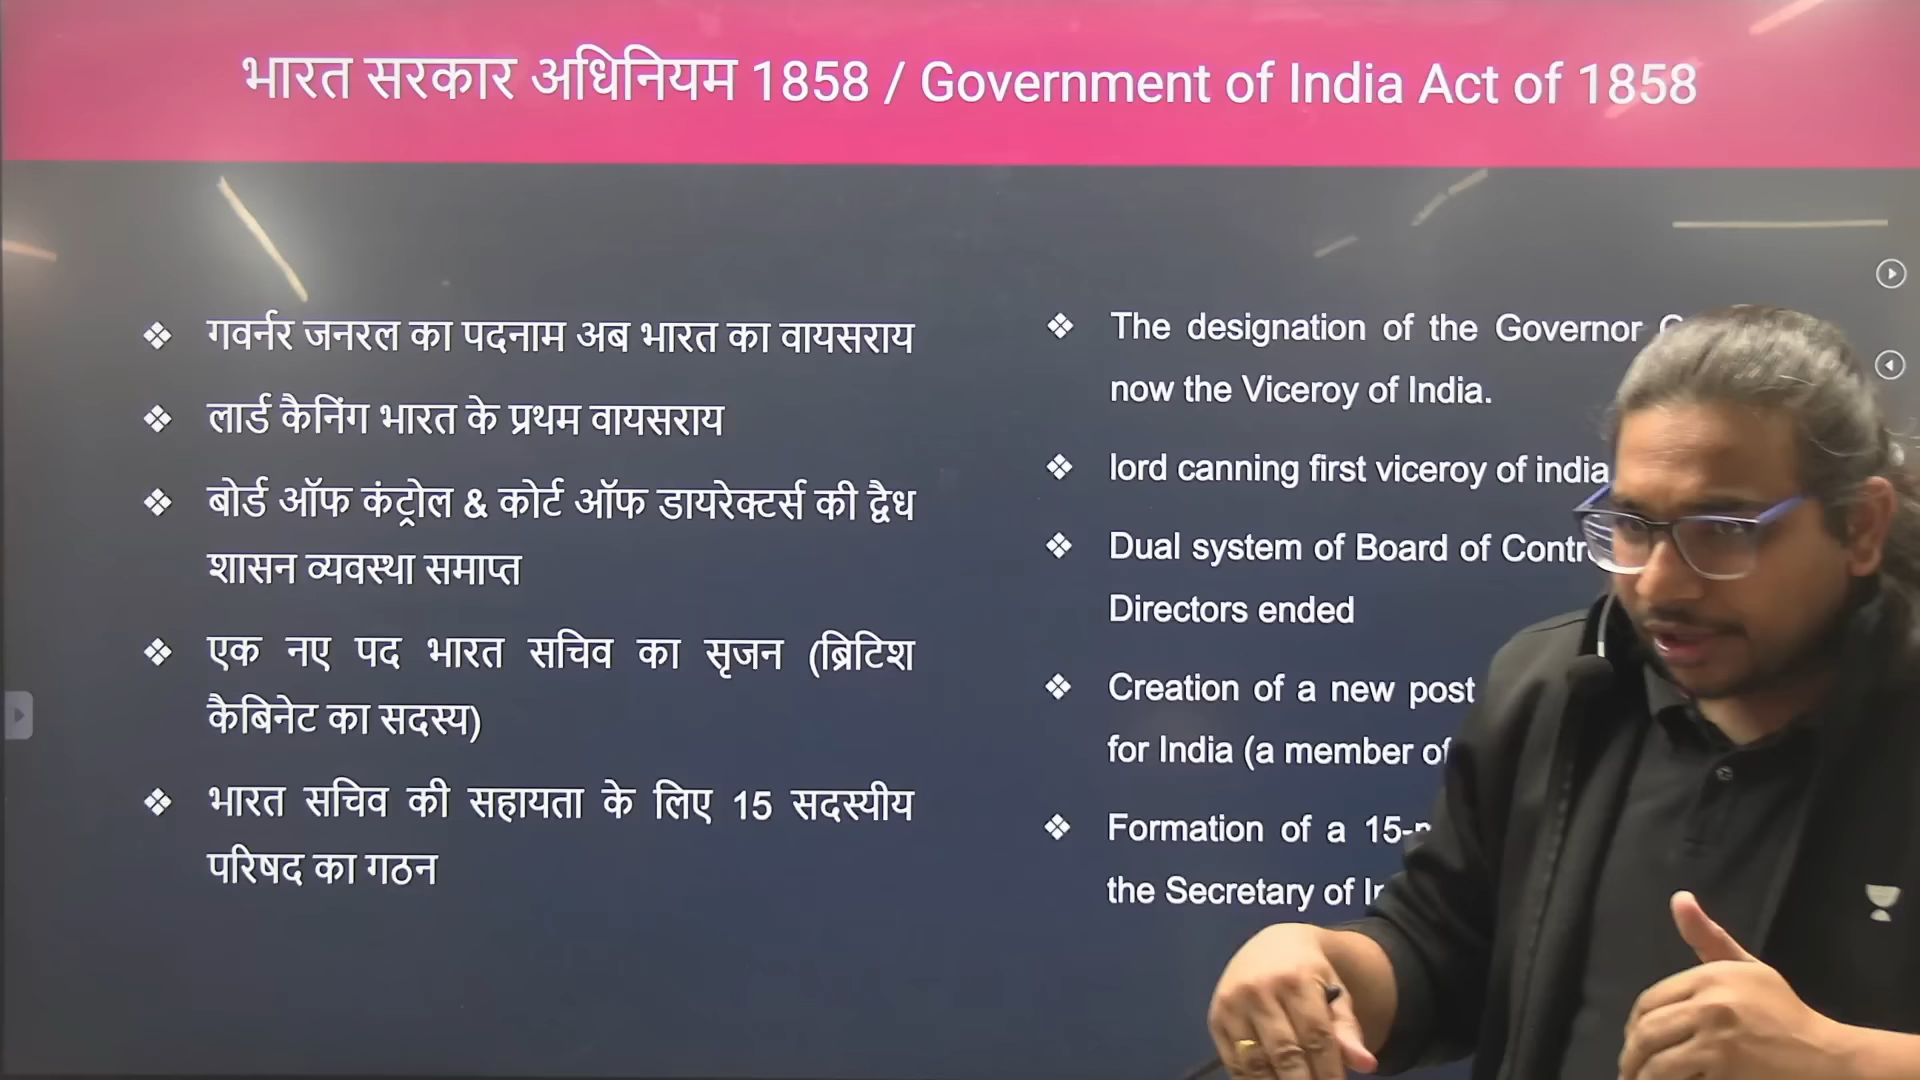 भारत सरकार अधिनियम 1858 / Government of India Act of 1858
❖ गवर्नर जनरल का पदनाम अब भारत का वायसराय
❖ लार्ड कैनिंग भारत के प्रथम वायसराय
❖ बोर्ड ऑफ कंट्रोल & कोर्ट ऑफ डायरेक्टर्स की द्वैध
शासन व्यवस्था समाप्त
❖ एक नए पद भारत सचिव का सृजन (ब्रिटिश
कैबिनेट का सदस्य)
❖ भारत सचिव की सहायता के लिए 15 सदस्यीय
परिषद का गठन
❖ The designation of the Governor
now the Viceroy of India.
❖ lord canning first viceroy of india
❖ Dual system of Board of
Directors ended
❖ Creation of a new post
for India (a member of
❖ Formation of a
the Secretary of